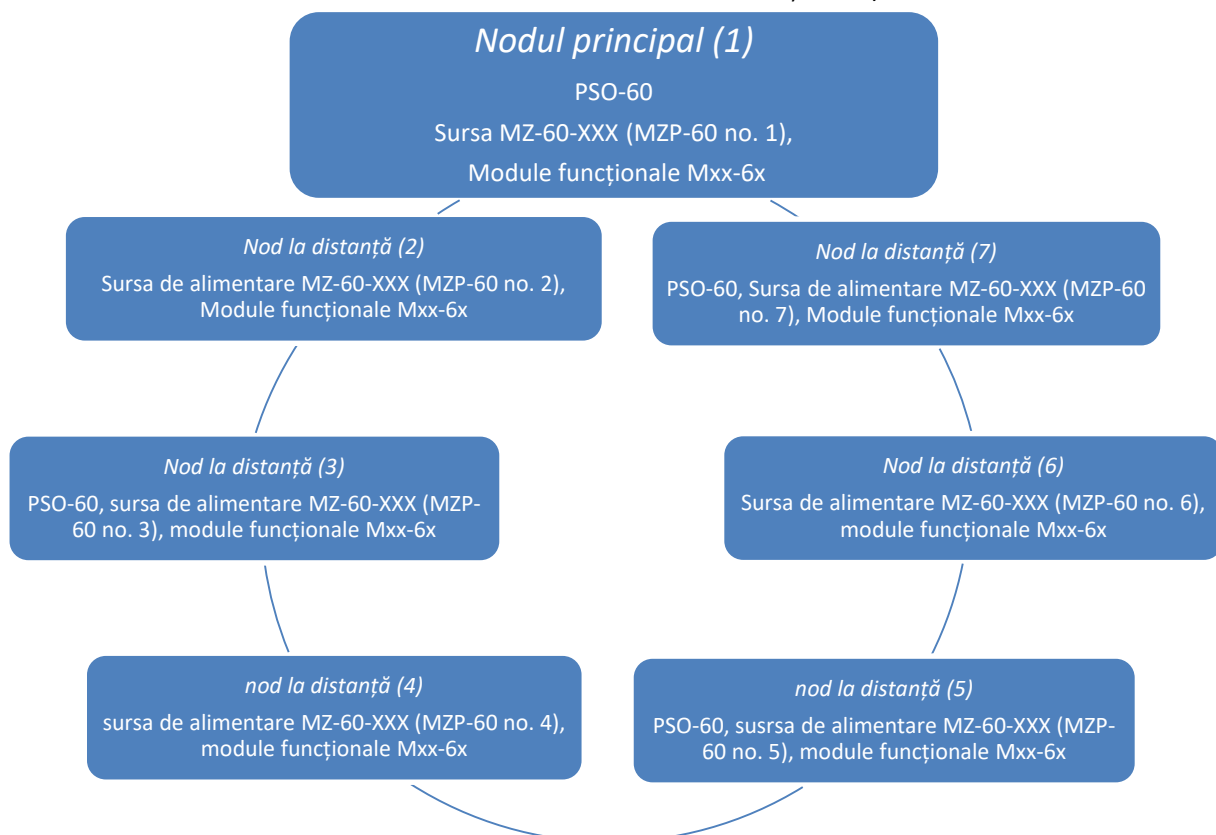 Nodul principal (1)
PSO-60
Sursa MZ-60-XXX (MZP-60 no. 1),
Module funcționale Mxx-6x
Nod la distanță (2)
Sursa de alimentare MZ-60-XXX (MZP-60 no. 2),
Module funcționale Mxx-6x
Nod la distanță (7)
PSO-60, Sursa de alimentare MZ-60-XXX (MZP-60
no. 7), Module funcționale Mxx-6x
Nod la distanță (3)
PSO-60, sursa de alimentare MZ-60-XXX (MZP-
60 no. 3), module funcționale Mxx-6x
Nod la distanță (6)
Sursa de alimentare MZ-60-XXX (MZP-60 no. 6),
module funcționale Mxx-6x
nod la distanță (4)
sursa de alimentare MZ-60-XXX (MZP-60 no. 4),
module funcționale Mxx-6x
nod la distanță (5)
PSO-60, susrsa de alimentare MZ-60-XXX (MZP-
60 no. 5), module funcționale Mxx-6x